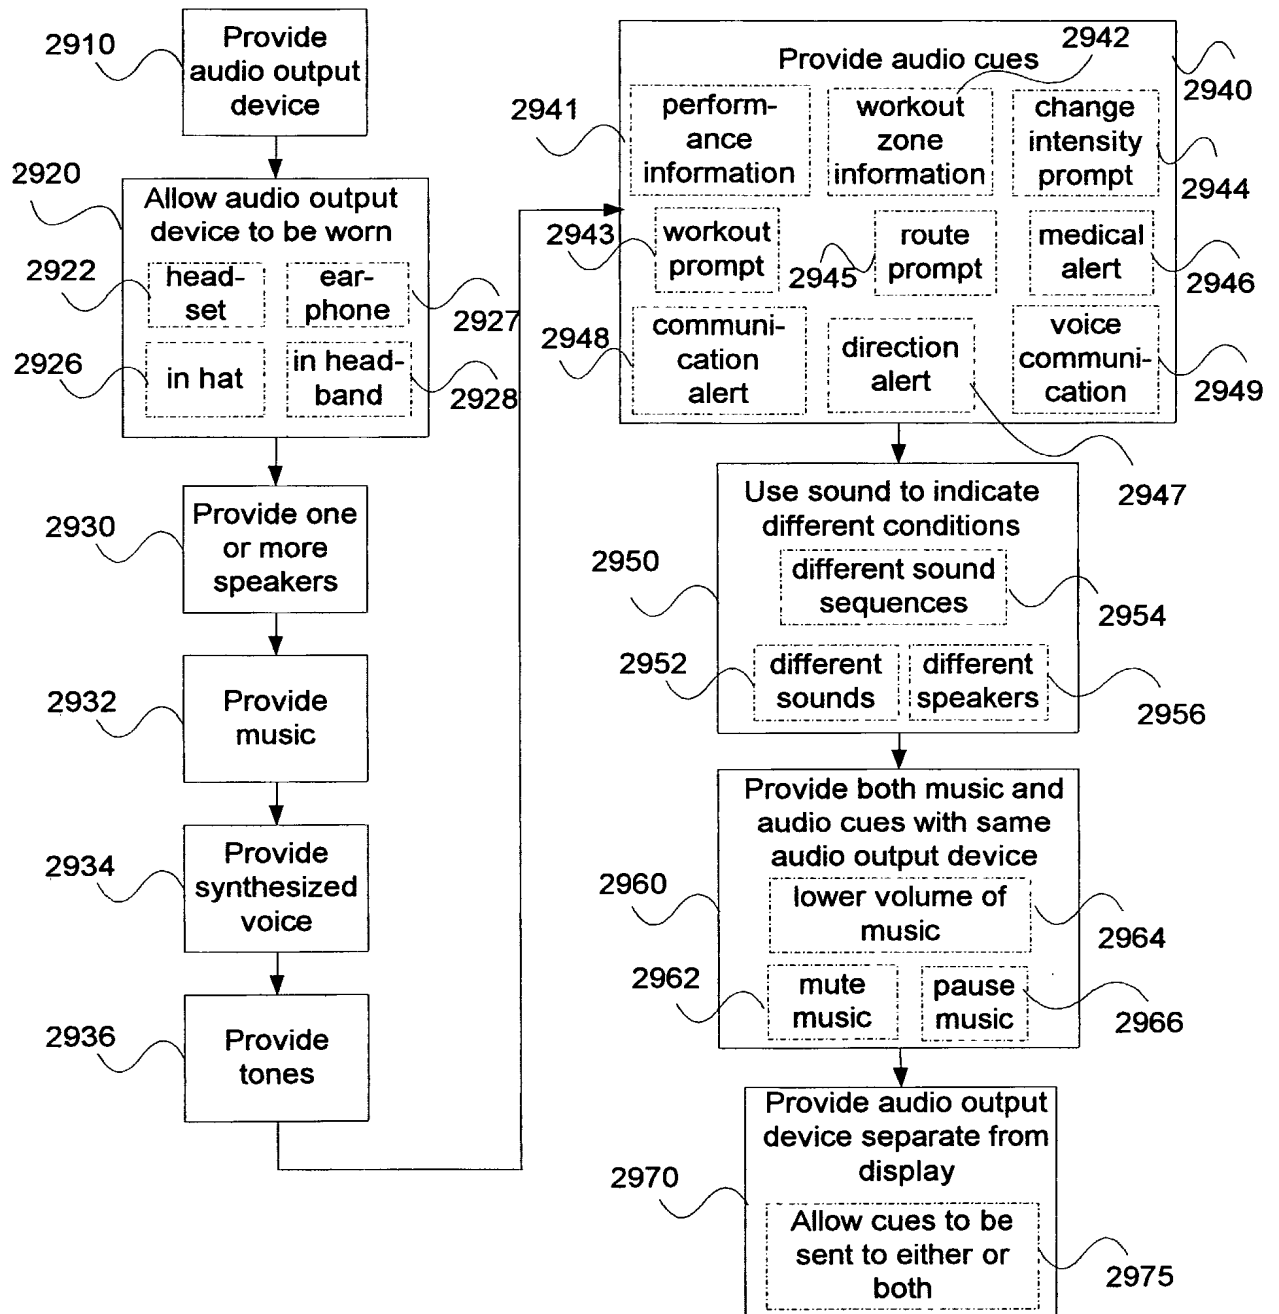 2910
Provide
audio output
device
2920
Allow audio output
device to be worn
2922
head-
set
ear-
phone
2927
2926
in hat
in head-
band
2928
2930
Provide one
or more
speakers
2932
Provide
music
2934
Provide
synthesized
voice
2936
Provide
tones
Provide audio cues
2942
2940
2941
perform-
ance
information
workout
zone
information
change
intensity
prompt
2944
2943
workout
prompt
2945
route
prompt
medical
alert
2946
2948
communi-
cation
alert
direction
alert
2947
voice
communi-
cation
2949
Use sound to indicate
different conditions
2950
different sound
sequences
2954
2952
different
sounds
different
speakers
2956
Provide both music and
audio cues with same
audio output device
2960
lower volume of
music
2964
2962
mute
music
pause
music
2966
Provide audio output
device separate from
display
2970
Allow cues to be
sent to either or
both
2975